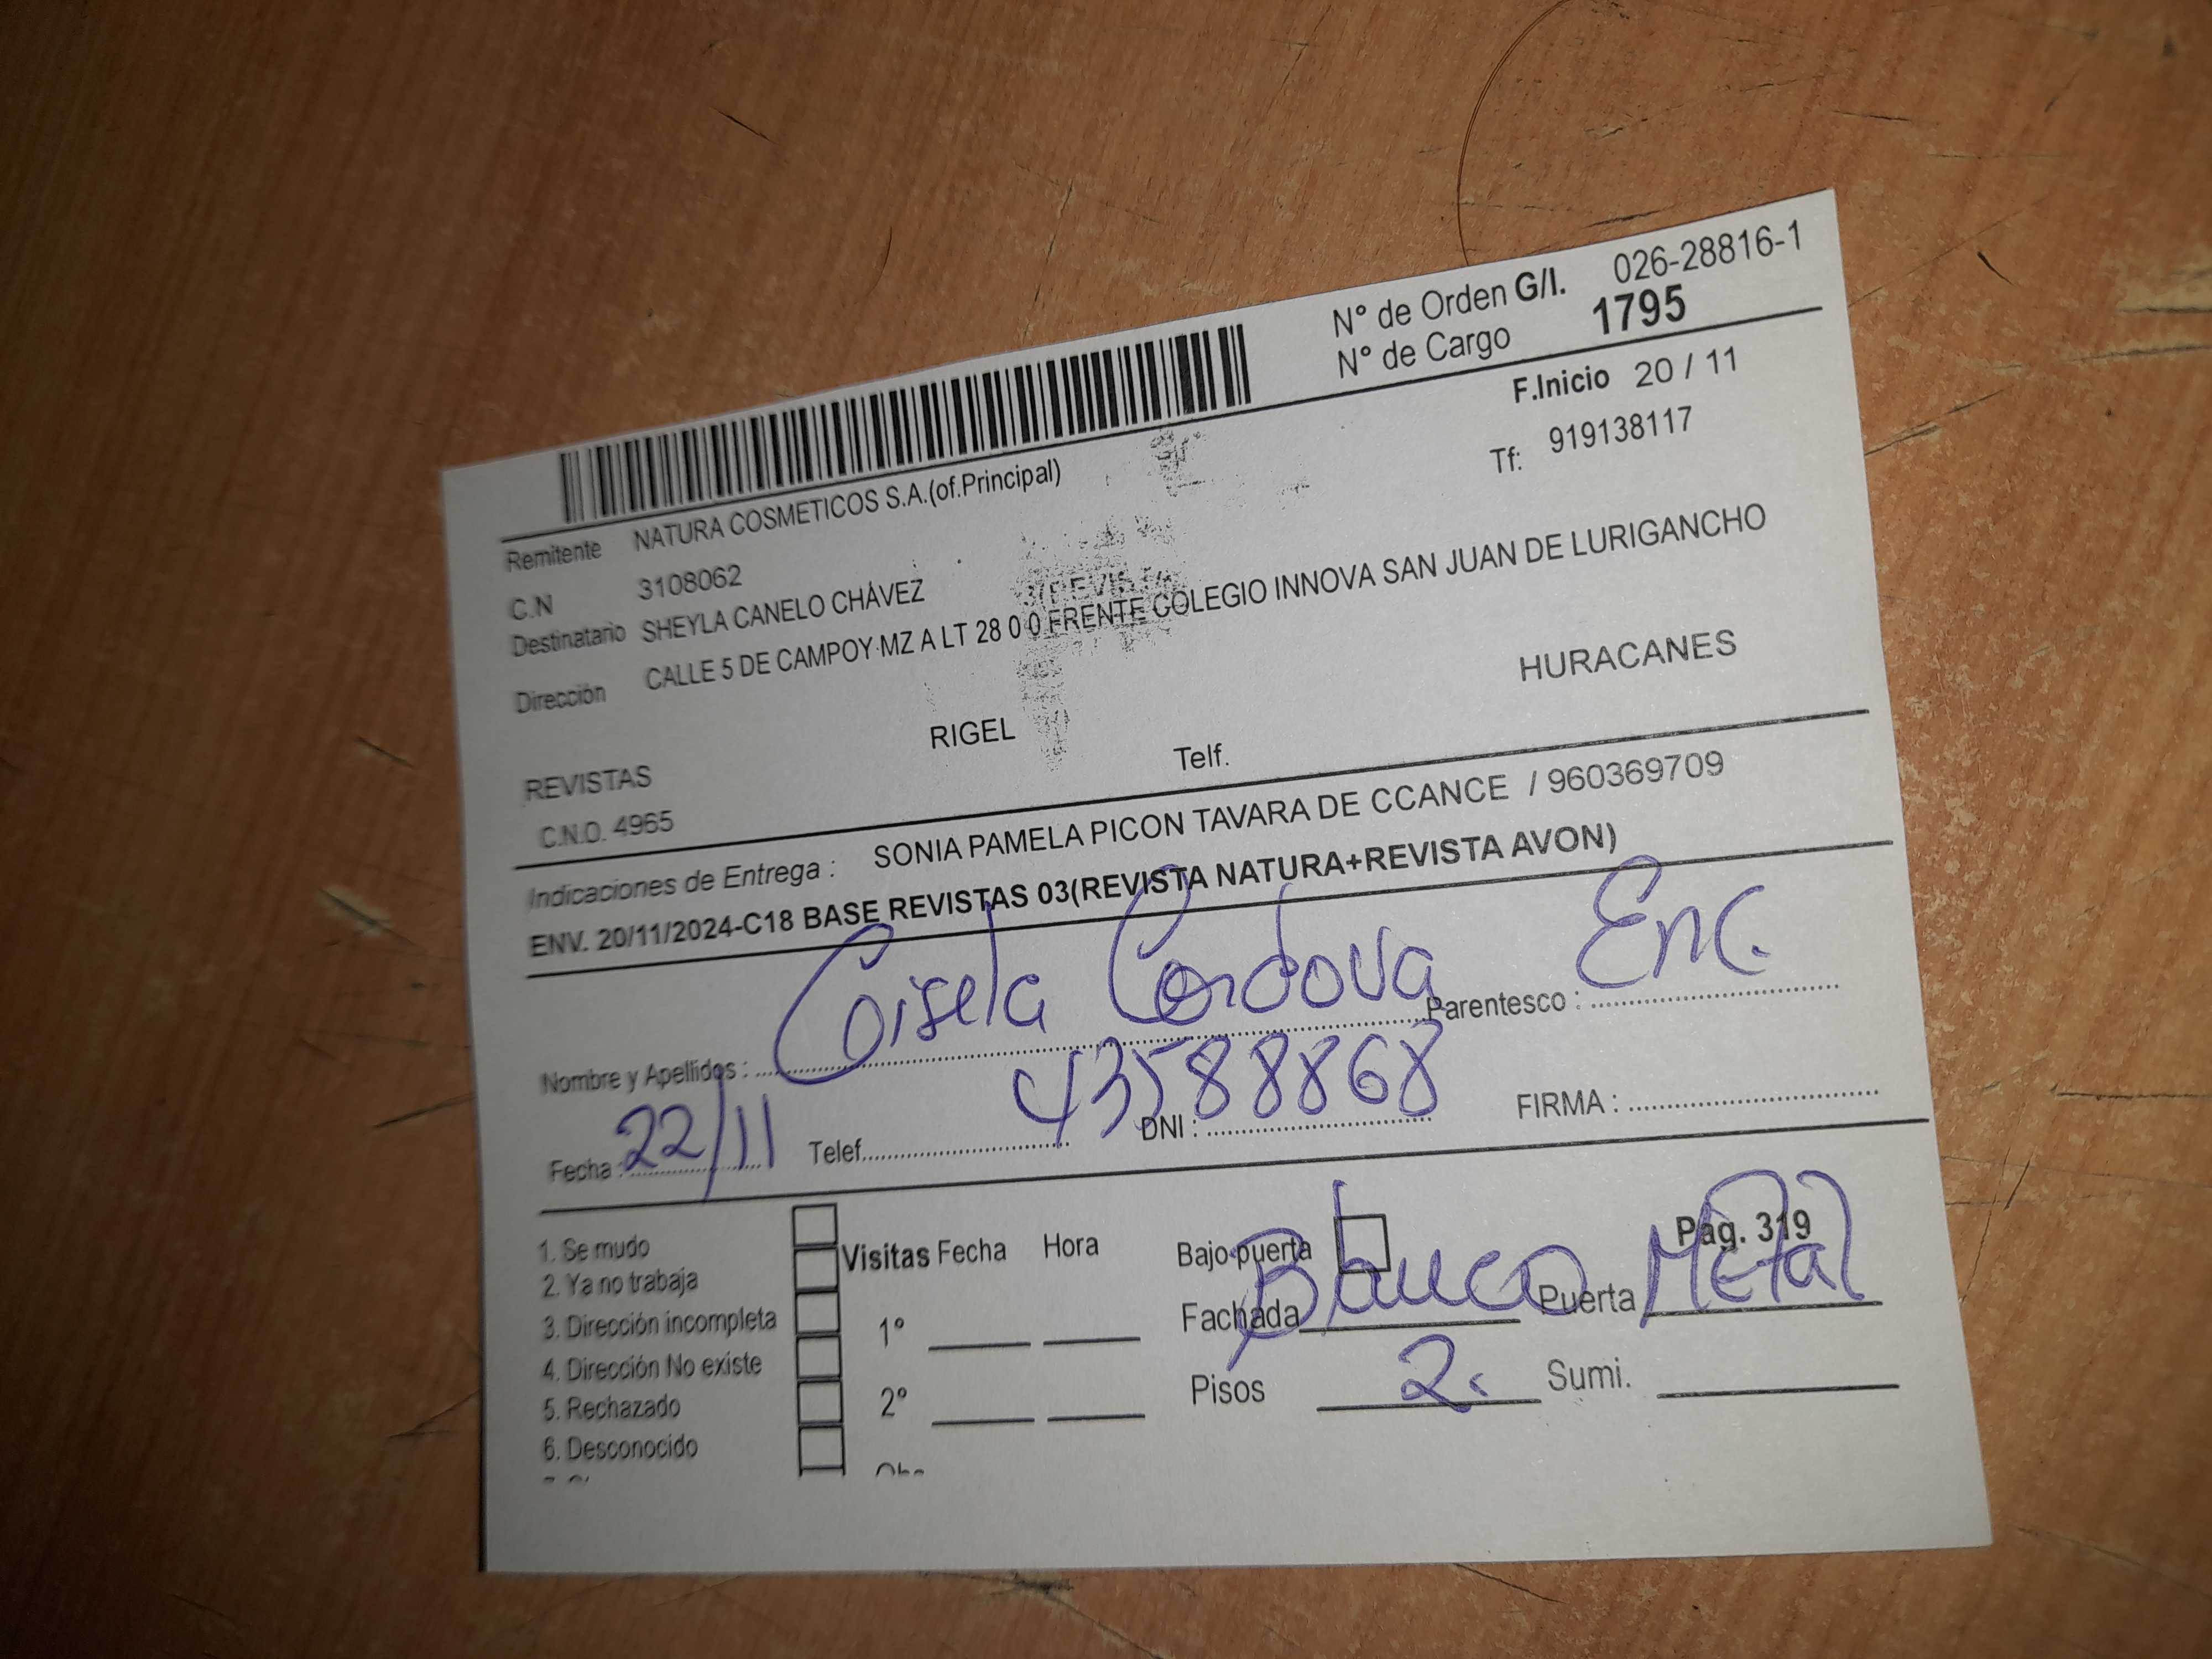 N° de Orden G/I. 026-28816-1
N° de Cargo 1795
F.Inicio 20 / 11
Remitente NATURA COSMETICOS S.A.(of.Principal)
Tf: 919138117
C.N 3108062
Destinatario SHEYLA CANELO CHÁVEZ
Dirección CALLE 5 DE CAMPOY MZ A LT 28 0 0 FRENTE COLEGIO INNOVA SAN JUAN DE LURIGANCHO
HURACANES
REVISTAS RIGEL Telf.
C.N.O. 4965
Indicaciones de Entrega : SONIA PAMELA PICON TAVARA DE CCANCE / 960369709
ENV. 20/11/2024-C18 BASE REVISTAS 03(REVISTA NATURA+REVISTA AVON)
Nombre y Apellidos : Gisela Cordova Parentesco : Enc.
Fecha : 22/11 Telef. DNI : 43588868 FIRMA :
Pag. 319
1. Se mudo
2. Ya no trabaja
3. Dirección incompleta
4. Dirección No existe
5. Rechazado
6. Desconocido
Visitas Fecha Hora
1°
2°
Bajo puerta
Fachada Blanco Puerta Metal
Pisos 2. Sumi.